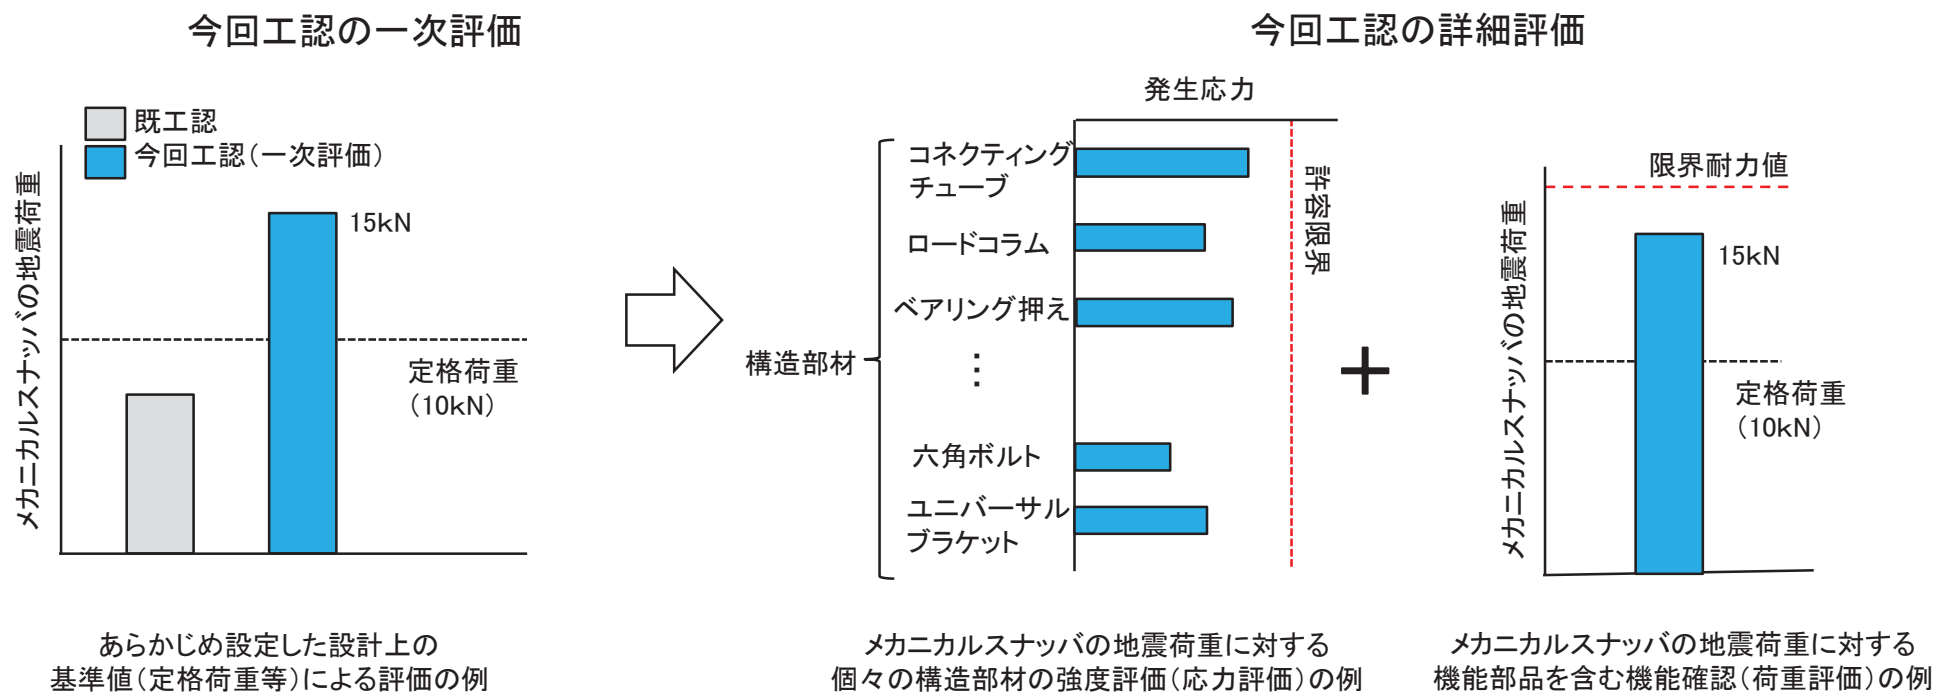 今回工認の一次評価
既工認
今回工認(一次評価)
メカニカルスナッバの地震荷重
15kN
定格荷重
(10kN)
あらかじめ設定した設計上の
基準値(定格荷重等)による評価の例
今回工認の詳細評価
発生応力
構造部材
コネクティング
チューブ
ロードコラム
ベアリング押え
⋮
六角ボルト
ユニバーサル
ブラケット
許容限界
メカニカルスナッバの地震荷重に対する
個々の構造部材の強度評価(応力評価)の例
+
メカニカルスナッバの地震荷重
限界耐力値
15kN
定格荷重
(10kN)
メカニカルスナッバの地震荷重に対する
機能部品を含む機能確認(荷重評価)の例